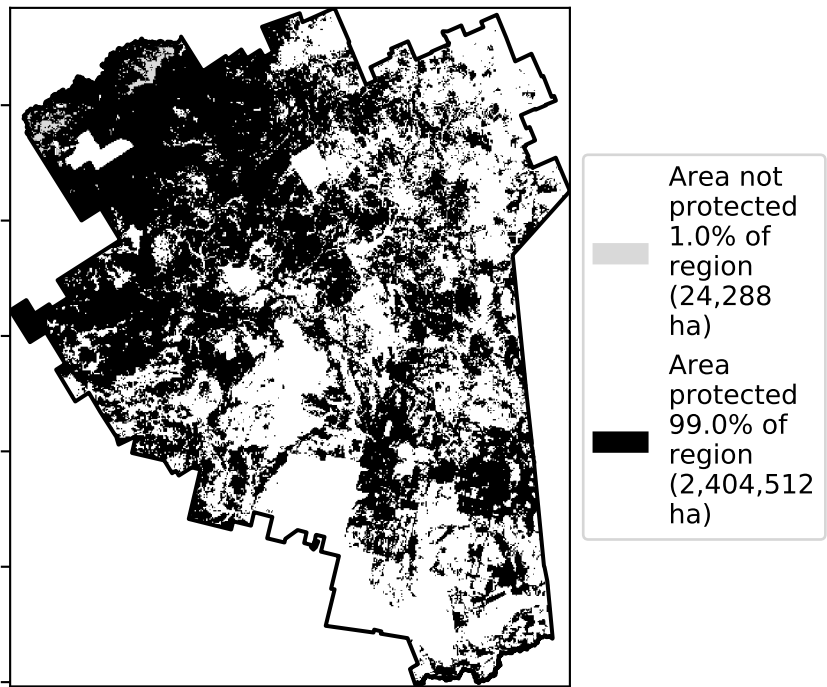 Area not
protected
1.0% of
region
(24,288
ha)
Area
protected
99.0% of
region
(2,404,512
ha)